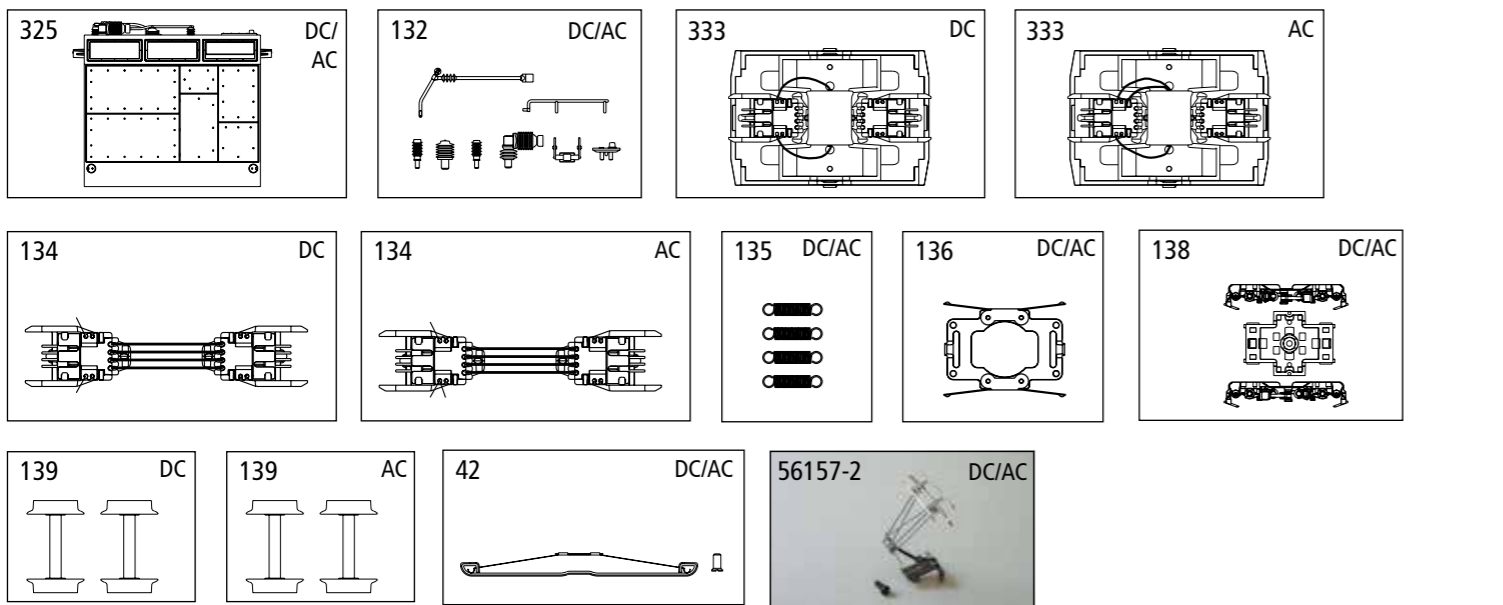 325 DC/
AC
132 DC/AC
333 DC
333 AC
134 DC
134 AC
135 DC/AC
136 DC/AC
138 DC/AC
139 DC
139 AC
42 DC/AC
56157-2 DC/AC